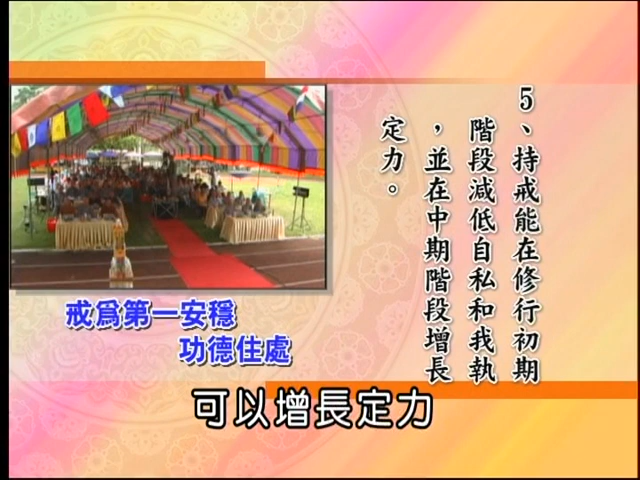 5、持戒能在修行初期
階段減低自私和我執
，並在中期階段增長
定力。
戒為第一安穩
功德住處
可以增長定力